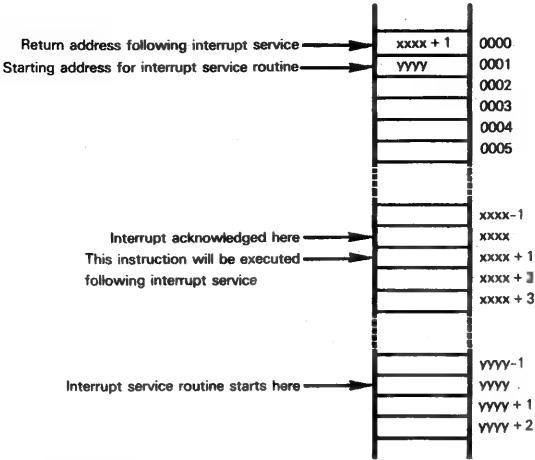 Return address following interrupt service xxxx + 1 0000
Starting address for interrupt service routine yyyy 0001
0002
0003
0004
0005
xxxx-1
Interrupt acknowledged here xxxx
This instruction will be executed xxxx + 1
following interrupt service xxxx +
xxxx + 3
yyyy-1
Interrupt service routine starts here yyyy
yyyy + 1
yyyy + 2